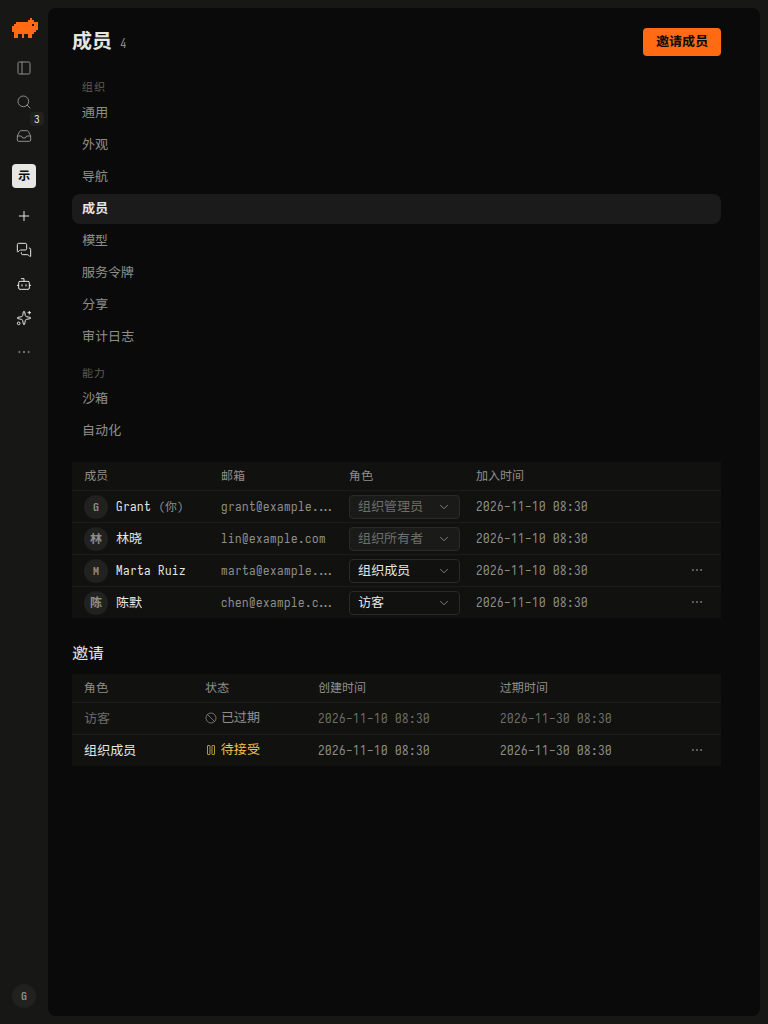 成员 4
邀请成员
3
示
组织
通用
外观
导航
成员
模型
服务令牌
分享
审计日志
能力
沙箱
自动化
成员 邮箱 角色 加入时间
G Grant (你) grant@example.... 组织管理员 2026-11-10 08:30
林 林晓 lin@example.com 组织所有者 2026-11-10 08:30
M Marta Ruiz marta@example.... 组织成员 2026-11-10 08:30
陈 陈默 chen@example.c... 访客 2026-11-10 08:30
邀请
角色 状态 创建时间 过期时间
访客 已过期 2026-11-10 08:30 2026-11-30 08:30
组织成员 待接受 2026-11-10 08:30 2026-11-30 08:30
G